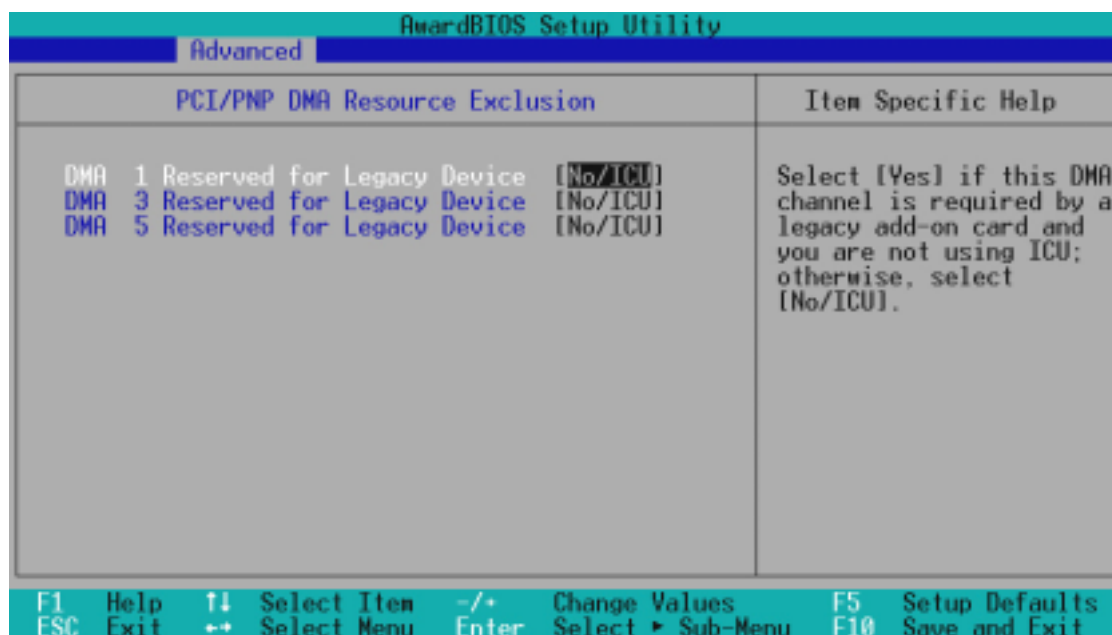 AwardBIOS Setup Utility
Advanced
PCI/PNP DMA Resource Exclusion
Item Specific Help
DMA 1 Reserved for Legacy Device [No/ICU]
DMA 3 Reserved for Legacy Device [No/ICU]
DMA 5 Reserved for Legacy Device [No/ICU]
Select [Yes] if this DMA
channel is required by a
legacy add-on card and
you are not using ICU;
otherwise, select
[No/ICU].
F1 Help ↑↓ Select Item -/+ Change Values F5 Setup Defaults
ESC Exit ←→ Select Menu Enter Select ► Sub-Menu F10 Save and Exit